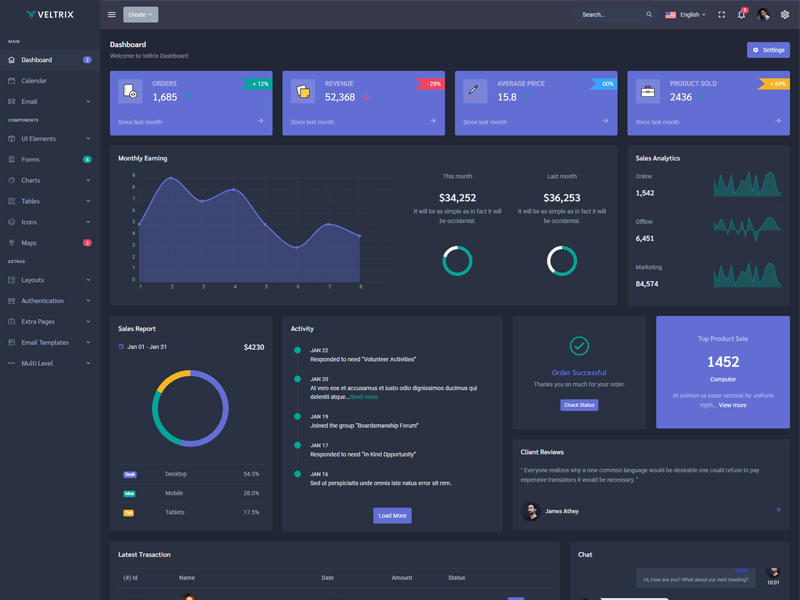 VELTRIX
Create
Search...
English
3
MAIN
Dashboard
2
Calendar
Email
COMPONENTS
UI Elements
Forms
6
Charts
Tables
Icons
Maps
2
EXTRAS
Layouts
Authentication
Extra Pages
Email Templates
Multi Level
Dashboard
Welcome to Veltrix Dashboard
Settings
ORDERS
+ 12%
1,685
Since last month
REVENUE
- 28%
52,368
Since last month
AVERAGE PRICE
00%
15.8
Since last month
PRODUCT SOLD
+ 84%
2436
Since last month
Monthly Earning
9
8
7
6
5
4
3
2
1
0
1 2 3 4 5 6 7 8
This month
$34,252
It will be as simple as in fact it will
be occidental.
Last month
$36,253
It will be as simple as in fact it will
be occidental.
Sales Analytics
Online
1,542
Offline
6,451
Marketing
84,574
Sales Report
Jan 01 - Jan 31
$4230
Desk Desktop 54.5%
Mob Mobile 28.0%
Tab Tablets 17.5%
Activity
JAN 22
Responded to need "Volunteer Activities"
JAN 20
At vero eos et accusamus et iusto odio dignissimos ducimus qui
deleniti atque...Read more
JAN 19
Joined the group "Boardsmanship Forum"
JAN 17
Responded to need "In-Kind Opportunity"
JAN 16
Sed ut perspiciatis unde omnis iste natus error sit rem.
Load More
Order Successful
Thanks you so much for your order.
Check Status
Top Product Sale
1452
Computer
At solmen va esser necessi far uniform
myth... View more
Client Reviews
" Everyone realizes why a new common language would be desirable one could refuse to pay
expensive translators it would be necessary. "
James Athey
Latest Trasaction
(#) Id Name Date Amount Status
Chat
Hi, How are you? What about our next meeting?
10:01